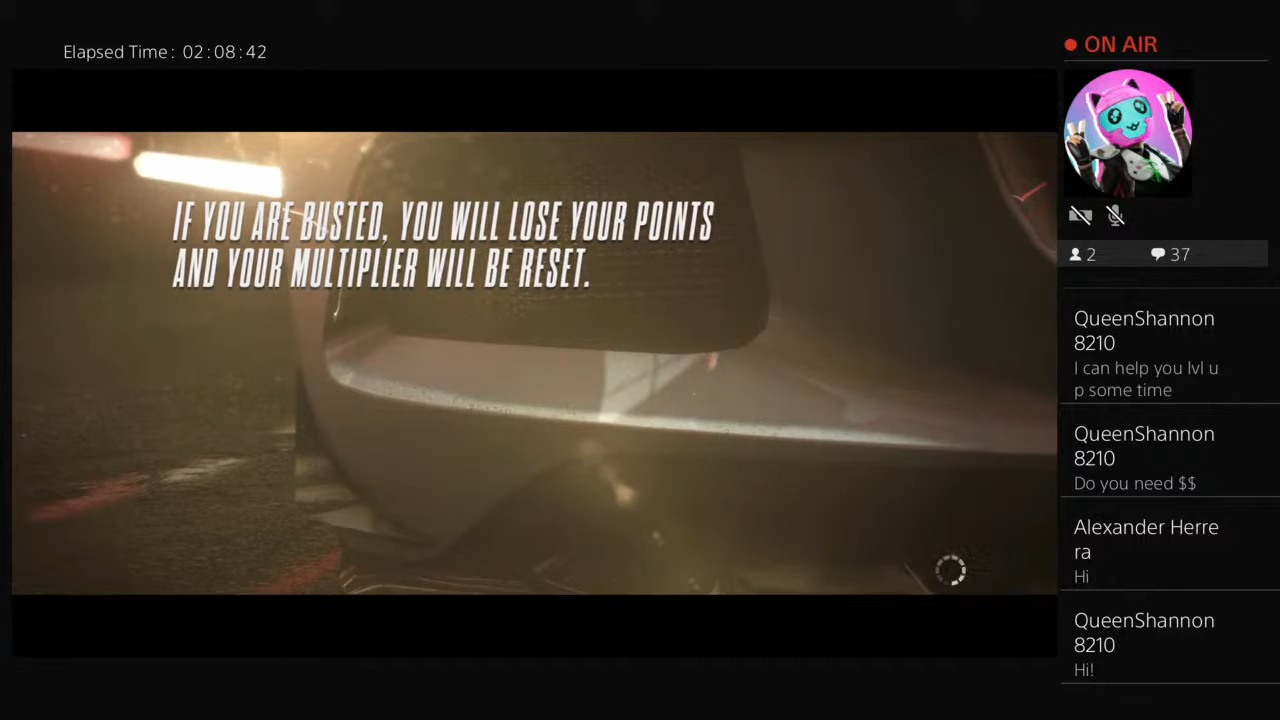 Elapsed Time: 02:08:42
ON AIR
IF YOU ARE BUSTED, YOU WILL LOSE YOUR POINTS
AND YOUR MULTIPLIER WILL BE RESET.
2 37
QueenShannon
8210
I can help you lvl u
p some time
QueenShannon
8210
Do you need $$
Alexander Herre
ra
Hi
QueenShannon
8210
Hi!